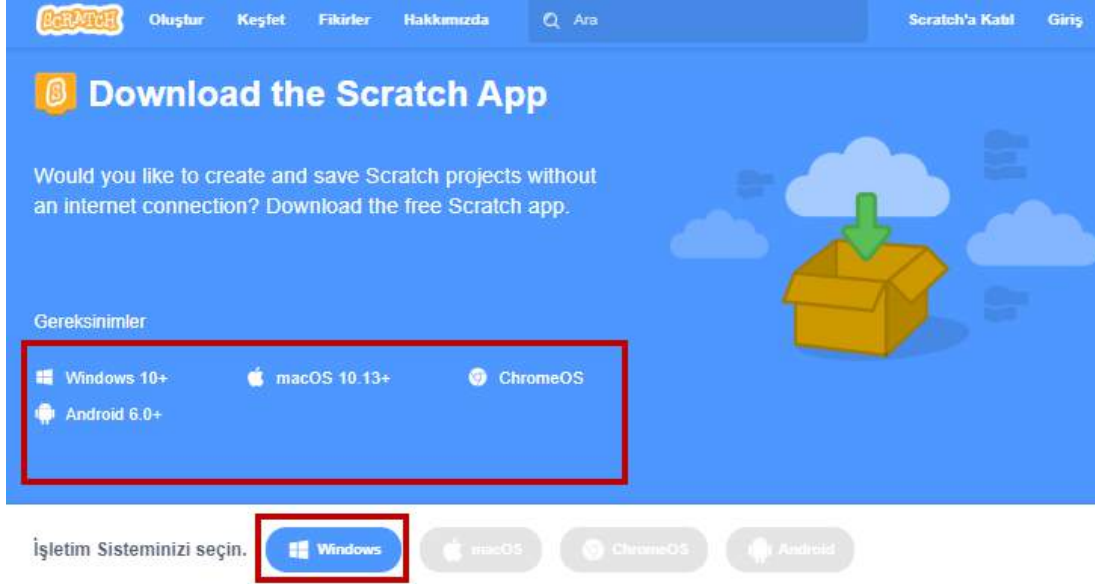 SCRATCH Oluştur Keşfet Fikirler Hakkımızda Ara Scratch'a Katıl Giriş
Download the Scratch App
Would you like to create and save Scratch projects without
an internet connection? Download the free Scratch app.
Gereksinimler
Windows 10+ macOS 10.13+ ChromeOS
Android 6.0+
İşletim Sisteminizi seçin. Windows macOS ChromeOS Android